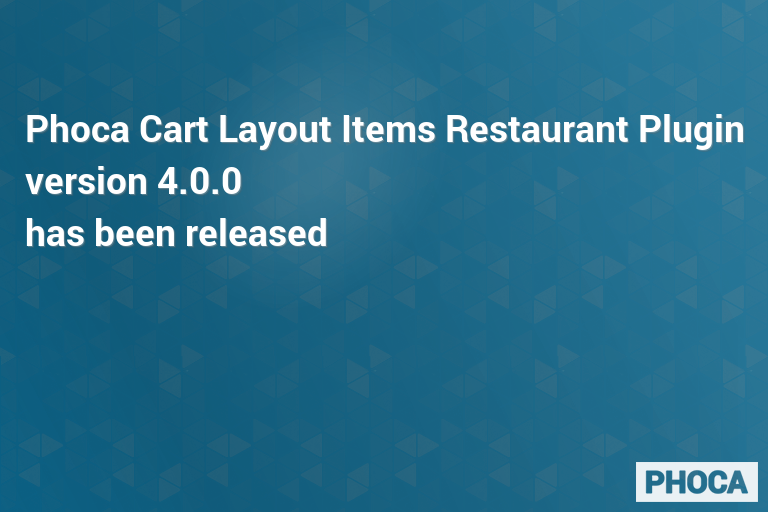 Phoca Cart Layout Items Restaurant Plugin
version 4.0.0
has been released
PHOCA